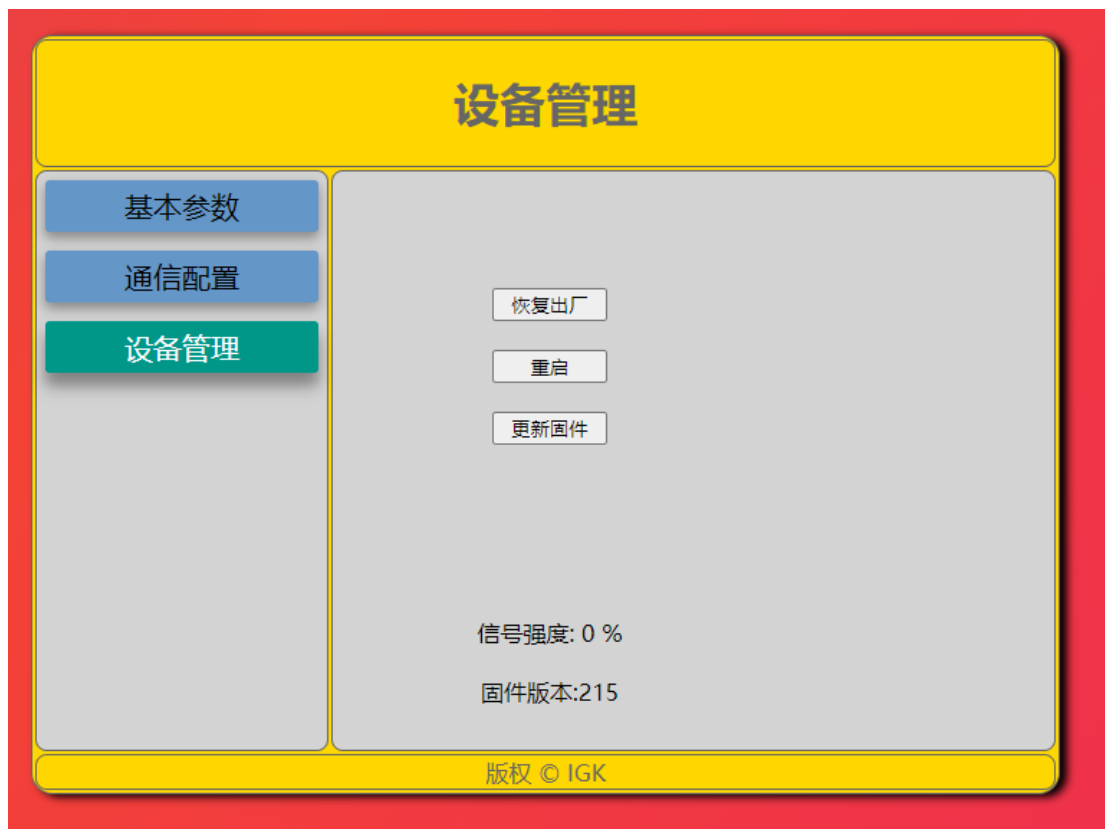 设备管理
基本参数
通信配置
设备管理
恢复出厂
重启
更新固件
信号强度: 0 %
固件版本:215
版权 © IGK